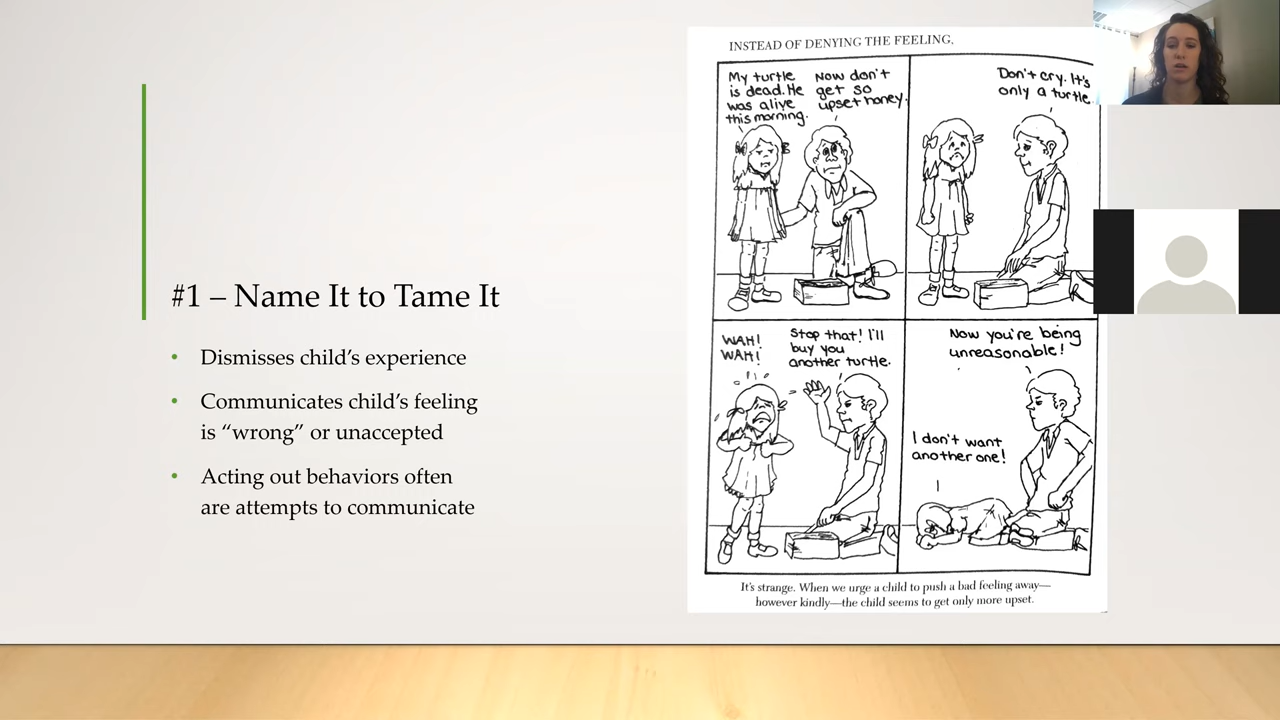 #1 – Name It to Tame It
• Dismisses child’s experience
• Communicates child’s feeling
is “wrong” or unaccepted
• Acting out behaviors often
are attempts to communicate
INSTEAD OF DENYING THE FEELING,
My turtle
is dead. He
was alive
this morning.
Now don't
get so
upset honey.
Don't cry. It's
only a turtle.
WAH!
WAH!
Stop that! I'll
buy you
another turtle.
Now you're being
unreasonable!
I don't want
another one!
It's strange. When we urge a child to push a bad feeling away—
however kindly—the child seems to get only more upset.